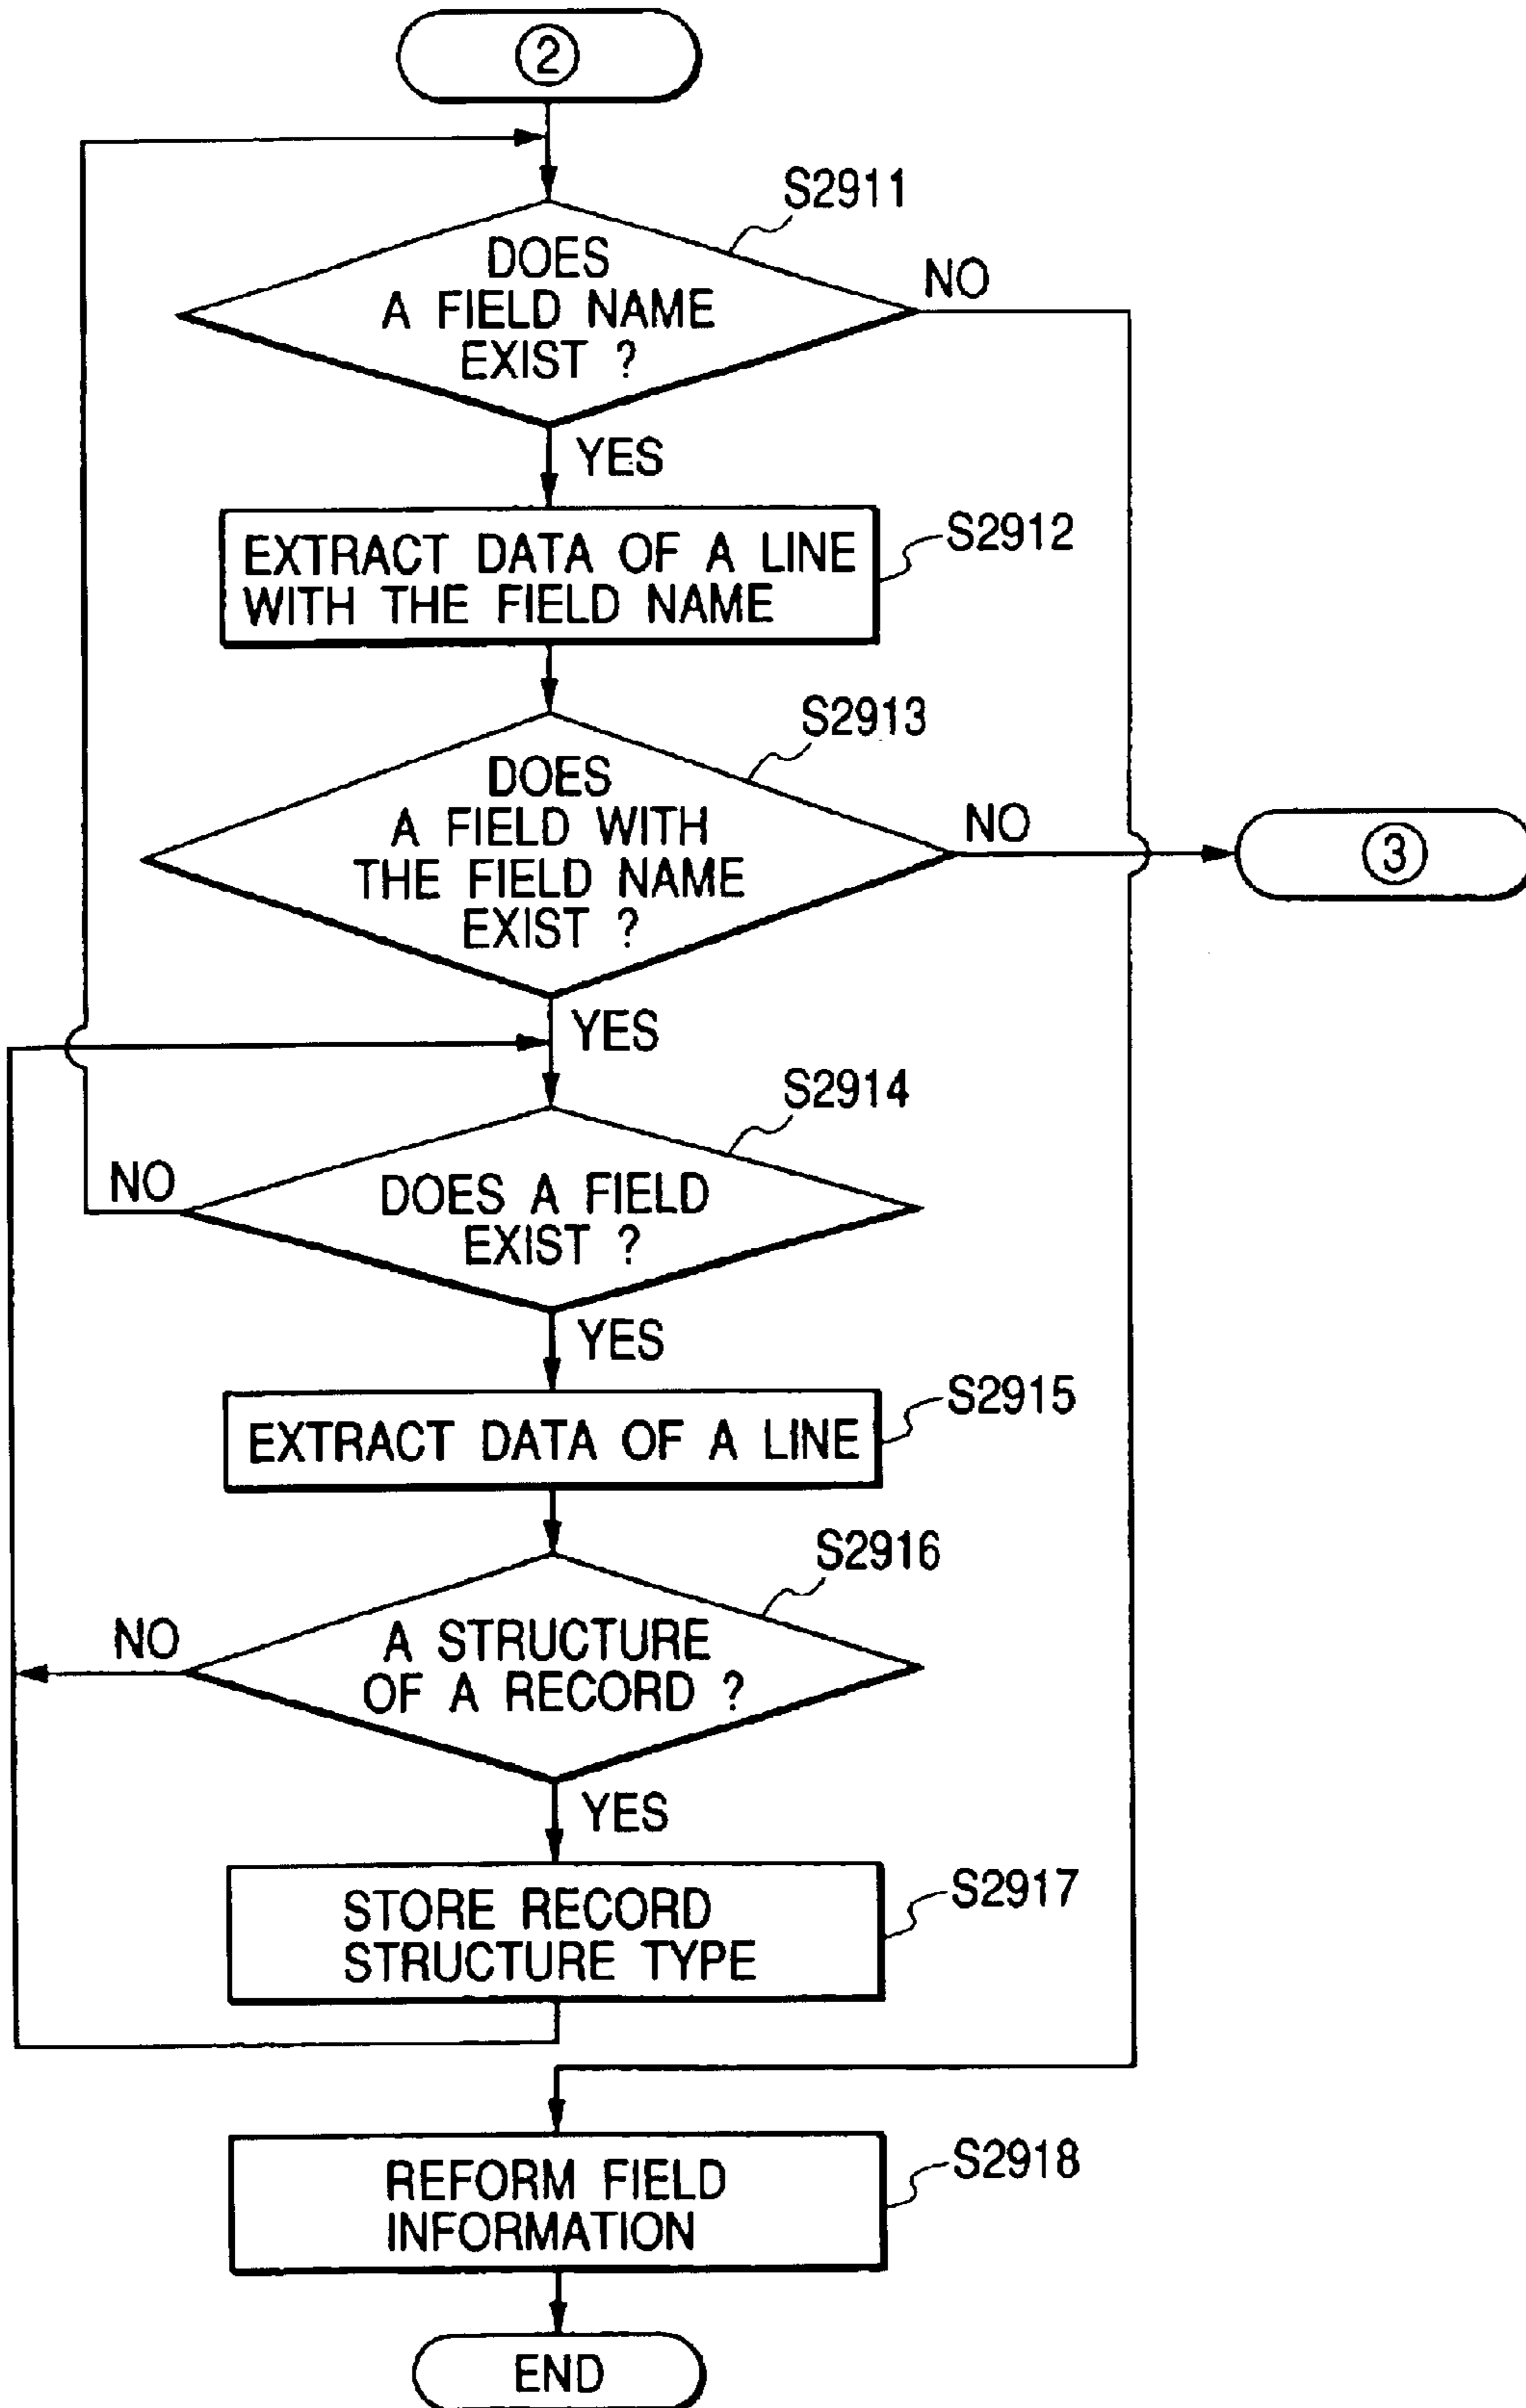 2
S2911
DOES
A FIELD NAME
EXIST ?
NO
YES
S2912
EXTRACT DATA OF A LINE
WITH THE FIELD NAME
S2913
DOES
A FIELD WITH
THE FIELD NAME
EXIST ?
NO
3
YES
S2914
NO
DOES A FIELD
EXIST ?
YES
S2915
EXTRACT DATA OF A LINE
S2916
NO
A STRUCTURE
OF A RECORD ?
YES
S2917
STORE RECORD
STRUCTURE TYPE
S2918
REFORM FIELD
INFORMATION
END